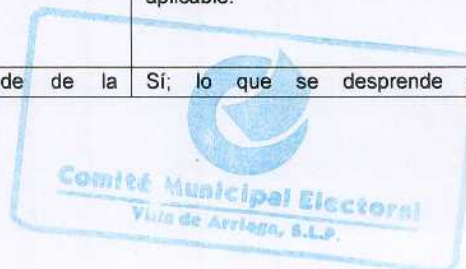 aplicable.
de de la Sí; lo que se desprende
Comité Municipal Electoral
Villa de Arriaga, S.L.P.